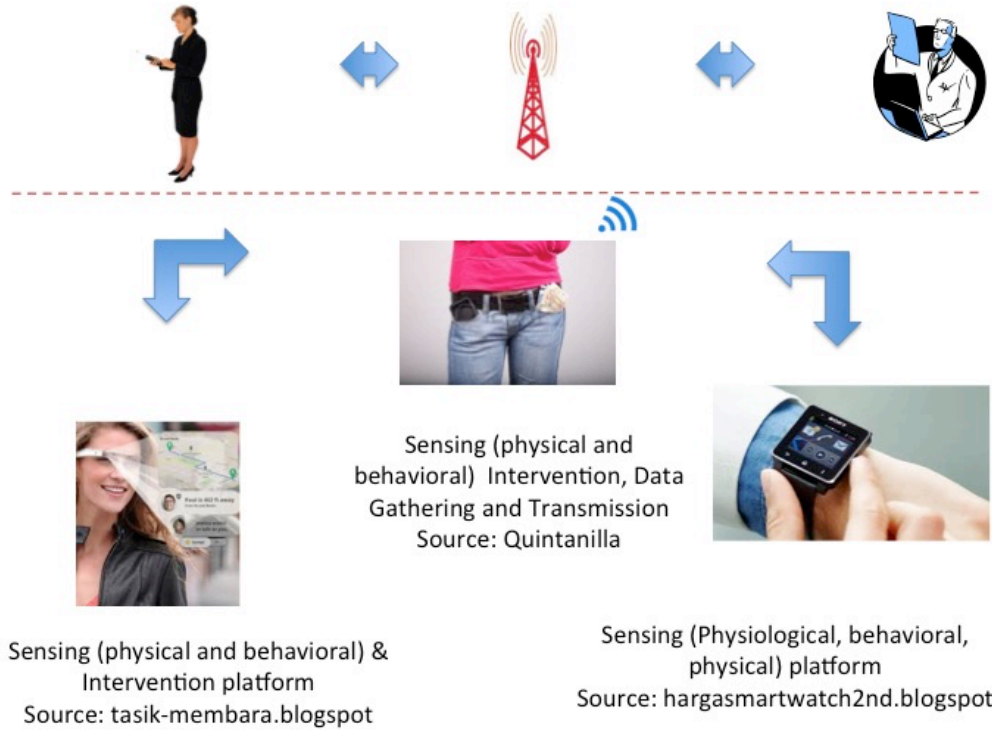 Sensing (physical and
behavioral)  Intervention, Data
Gathering and Transmission
Source: Quintanilla
Sensing (physical and behavioral) &
Intervention platform
Source: tasik-membara.blogspot
Sensing (Physiological, behavioral,
physical) platform
Source: hargasmartwatch2nd.blogspot
SONY